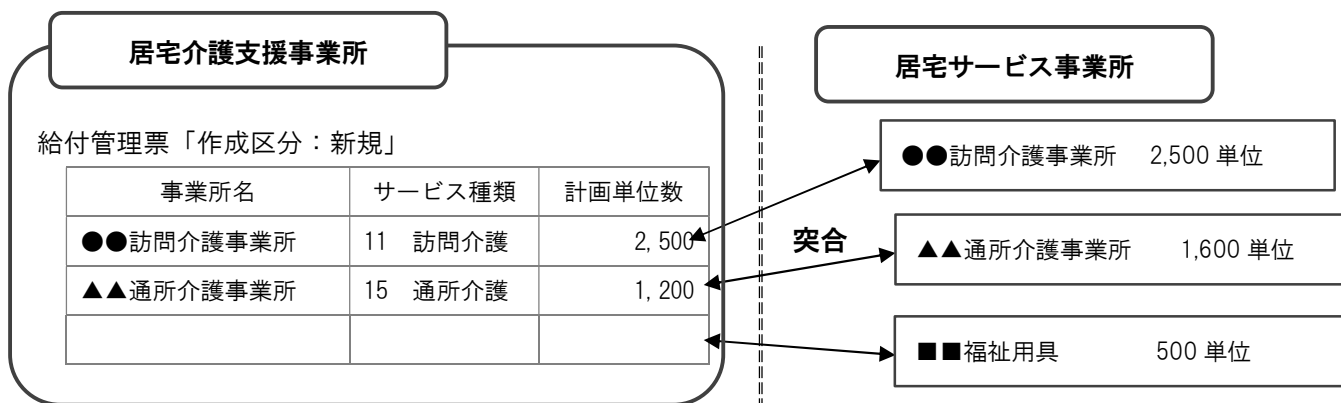 居宅介護支援事業所
給付管理票「作成区分：新規」
事業所名 サービス種類 計画単位数
●●訪問介護事業所 11 訪問介護 2,500
▲▲通所介護事業所 15 通所介護 1,200
突合
居宅サービス事業所
●●訪問介護事業所 2,500 単位
▲▲通所介護事業所 1,600 単位
■■福祉用具 500 単位